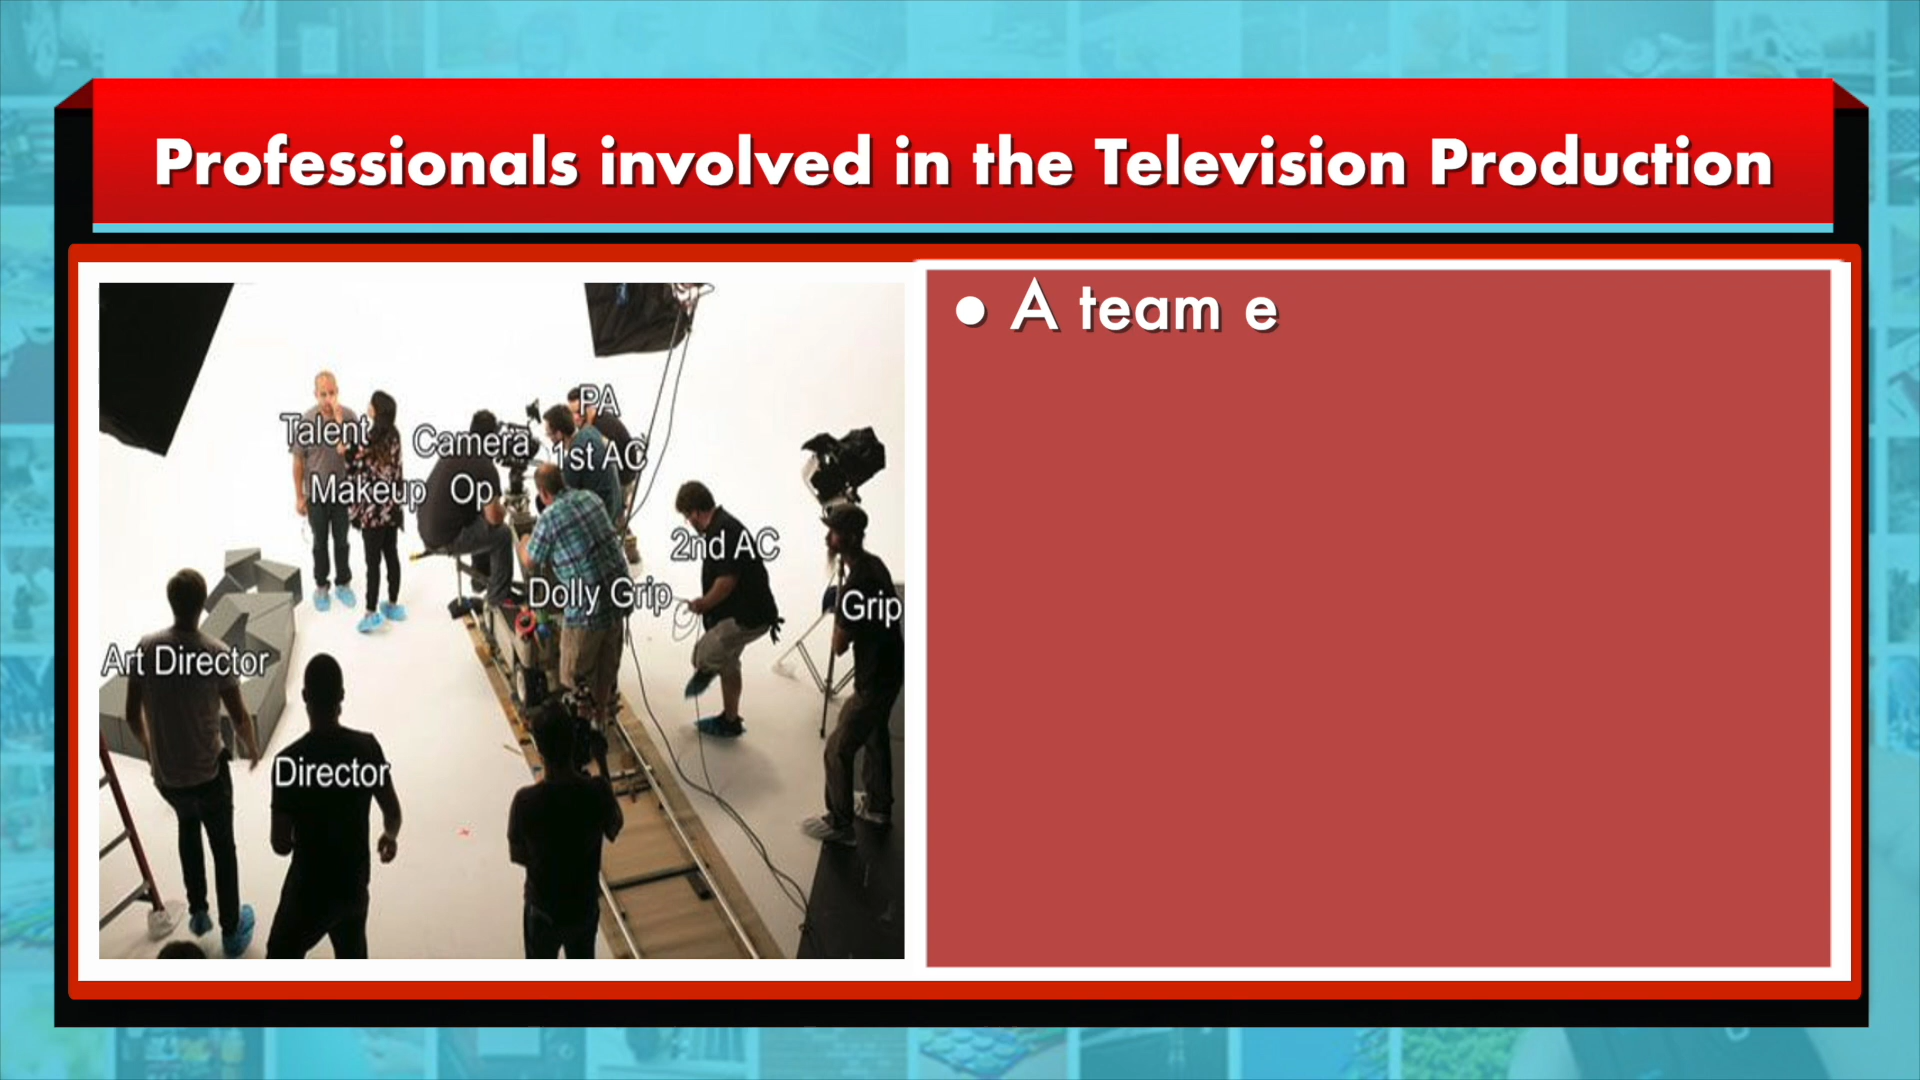 Professionals involved in the Television Production
• A team e
PA
Talent
Camera
1st AC
Makeup
Op
2nd AC
Dolly Grip
Grip
Art Director
Director